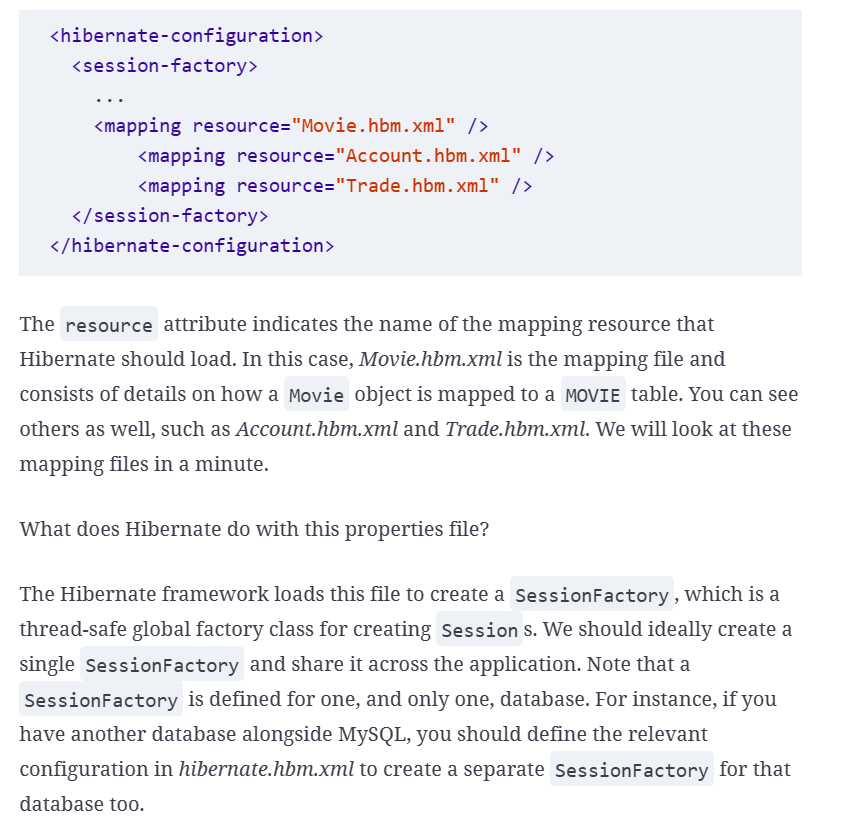 <hibernate-configuration>
<session-factory>
...
<mapping resource="Movie.hbm.xml" />
<mapping resource="Account.hbm.xml" />
<mapping resource="Trade.hbm.xml" />
</session-factory>
</hibernate-configuration>
The resource attribute indicates the name of the mapping resource that
Hibernate should load. In this case, Movie.hbm.xml is the mapping file and
consists of details on how a Movie object is mapped to a MOVIE table. You can see
others as well, such as Account.hbm.xml and Trade.hbm.xml. We will look at these
mapping files in a minute.
What does Hibernate do with this properties file?
The Hibernate framework loads this file to create a SessionFactory, which is a
thread-safe global factory class for creating Sessions. We should ideally create a
single SessionFactory and share it across the application. Note that a
SessionFactory is defined for one, and only one, database. For instance, if you
have another database alongside MySQL, you should define the relevant
configuration in hibernate.hbm.xml to create a separate SessionFactory for that
database too.